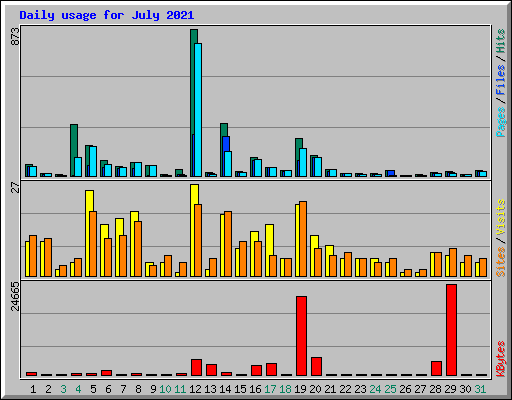 Daily usage for July 2021
873
Pages / Files / Hits
27
Sites / Visits
24665
KBytes
1 2 3 4 5 6 7 8 9 10 11 12 13 14 15 16 17 18 19 20 21 22 23 24 25 26 27 28 29 30 31